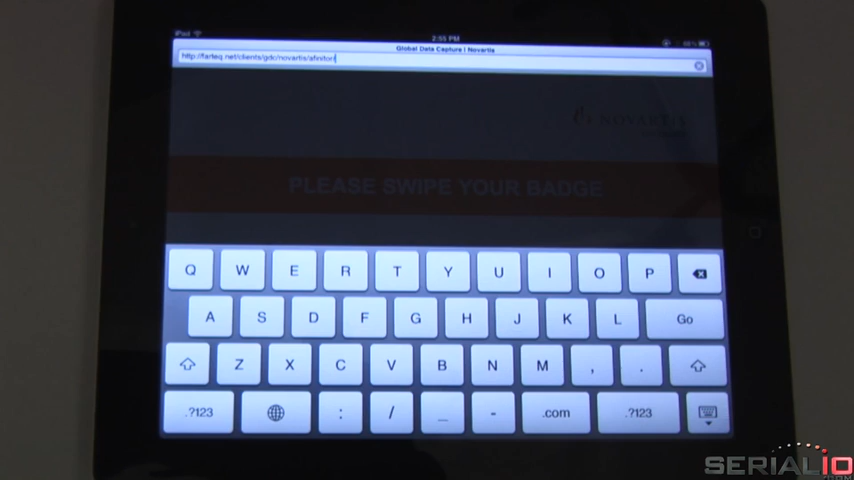 iPad
2:55 PM
Global Data Capture | Novartis
http://farteq.net/clients/gdc/novartis/afinitor/
NOVARTIS
PLEASE SWIPE YOUR BADGE
Q W E R T Y U I O P
A S D F G H J K L Go
Z X C V B N M , .
.?123 : / _ - .com .?123
SERIALIO
.COM